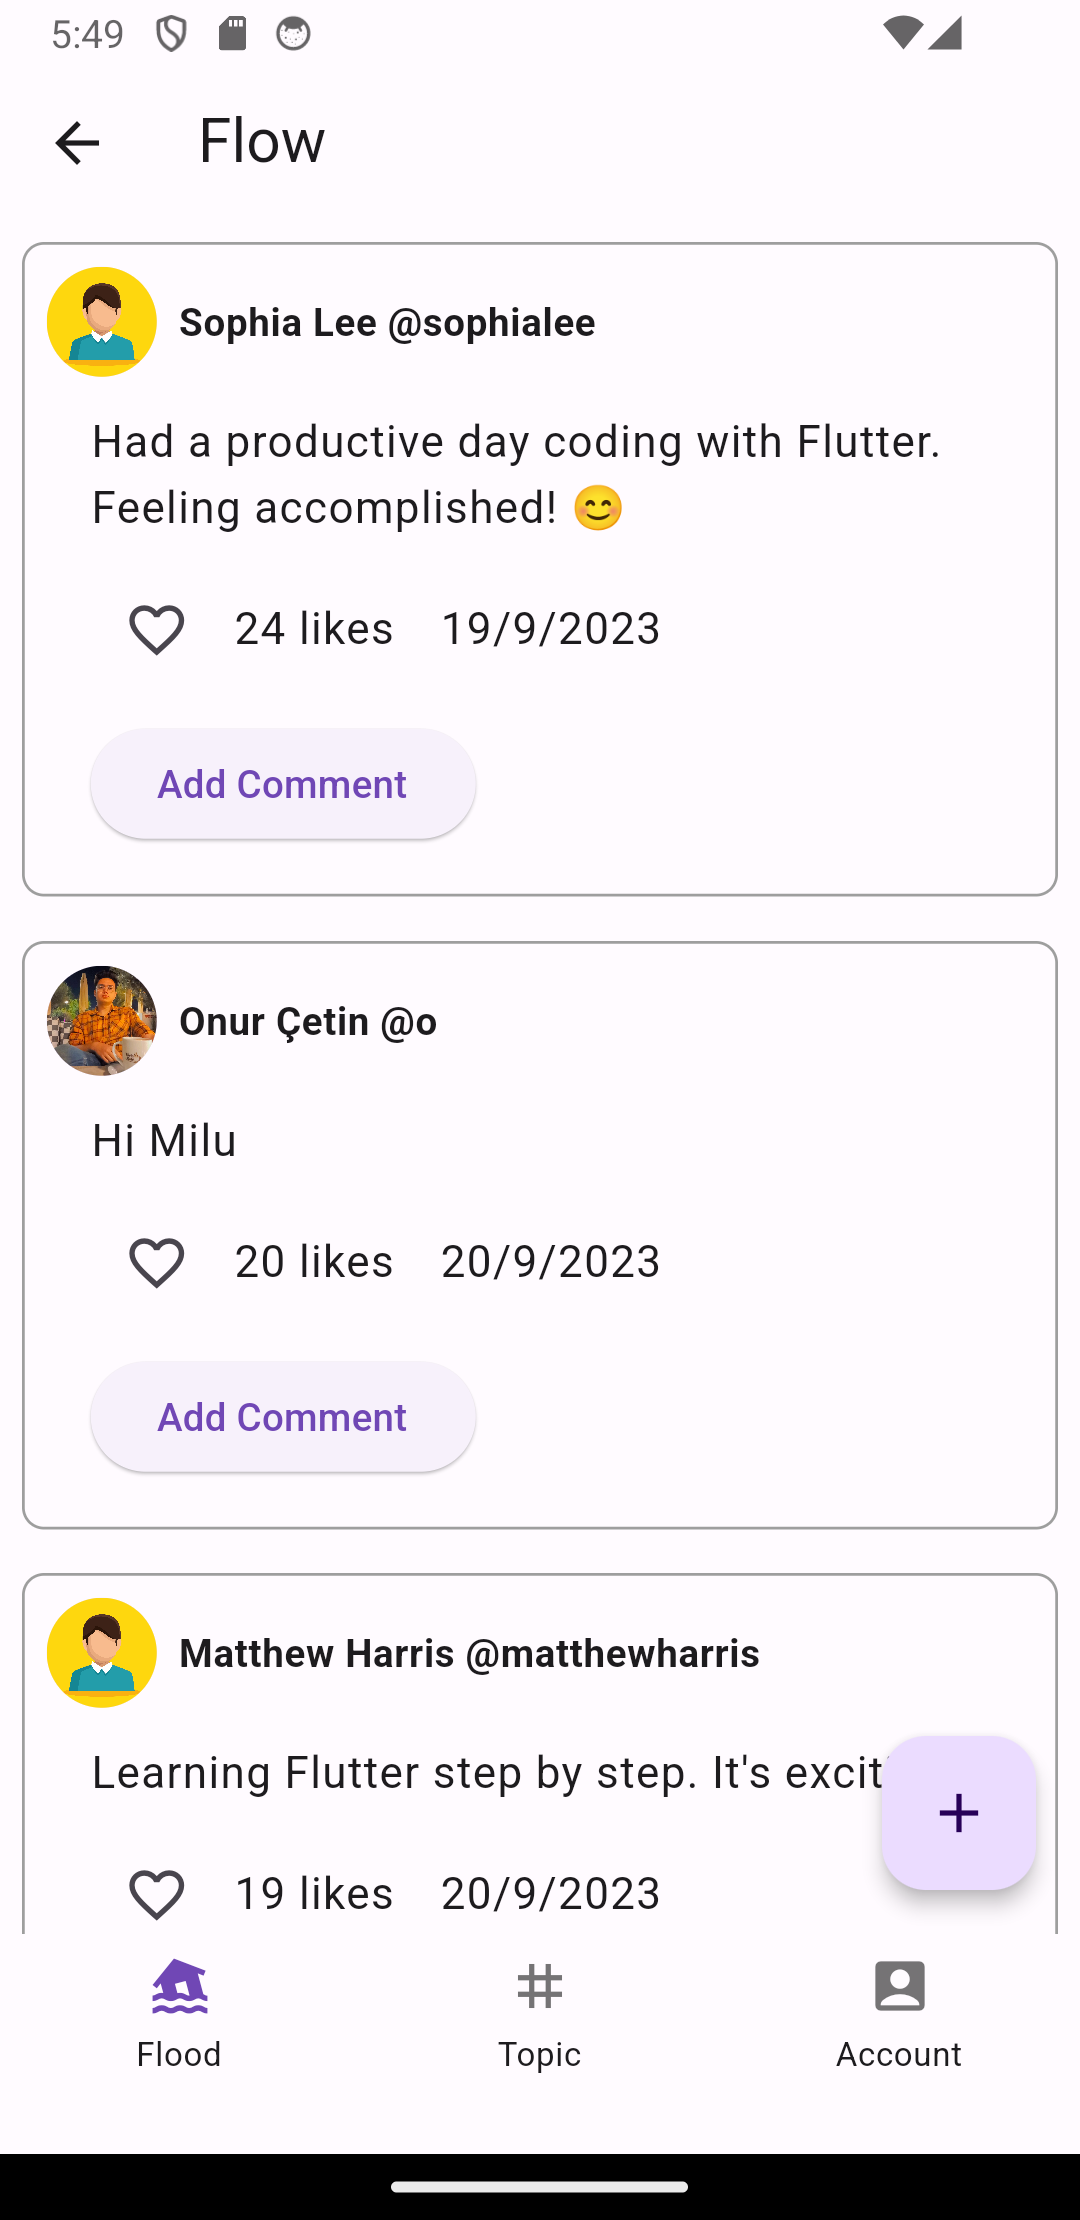 5:49
Flow
Sophia Lee @sophialee
Had a productive day coding with Flutter.
Feeling accomplished! 😊
24 likes 19/9/2023
Add Comment
Onur Çetin @o
Hi Milu
20 likes 20/9/2023
Add Comment
Matthew Harris @matthewharris
Learning Flutter step by step. It's
19 likes 20/9/2023
Flood Topic Account